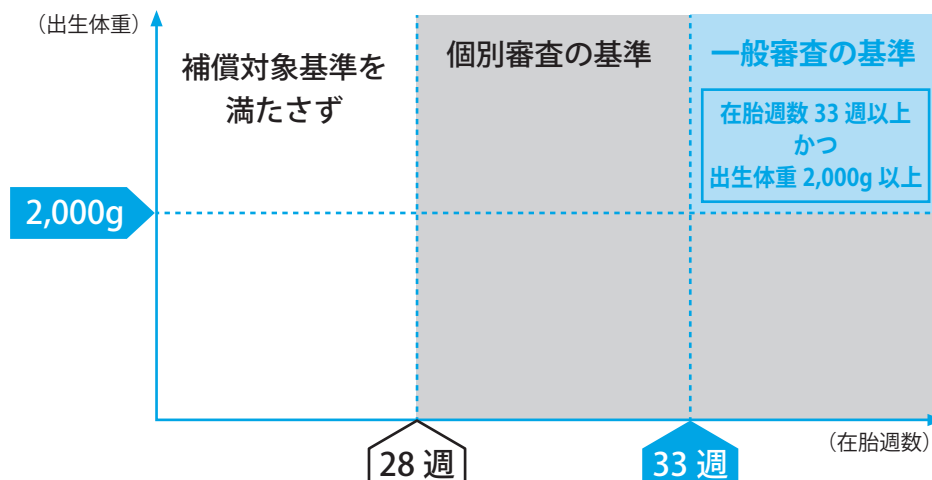 (出生体重)
補償対象基準を
満たさず
個別審査の基準
一般審査の基準
在胎週数 33 週以上
かつ
出生体重 2,000g 以上
2,000g
(在胎週数)
28 週
33 週